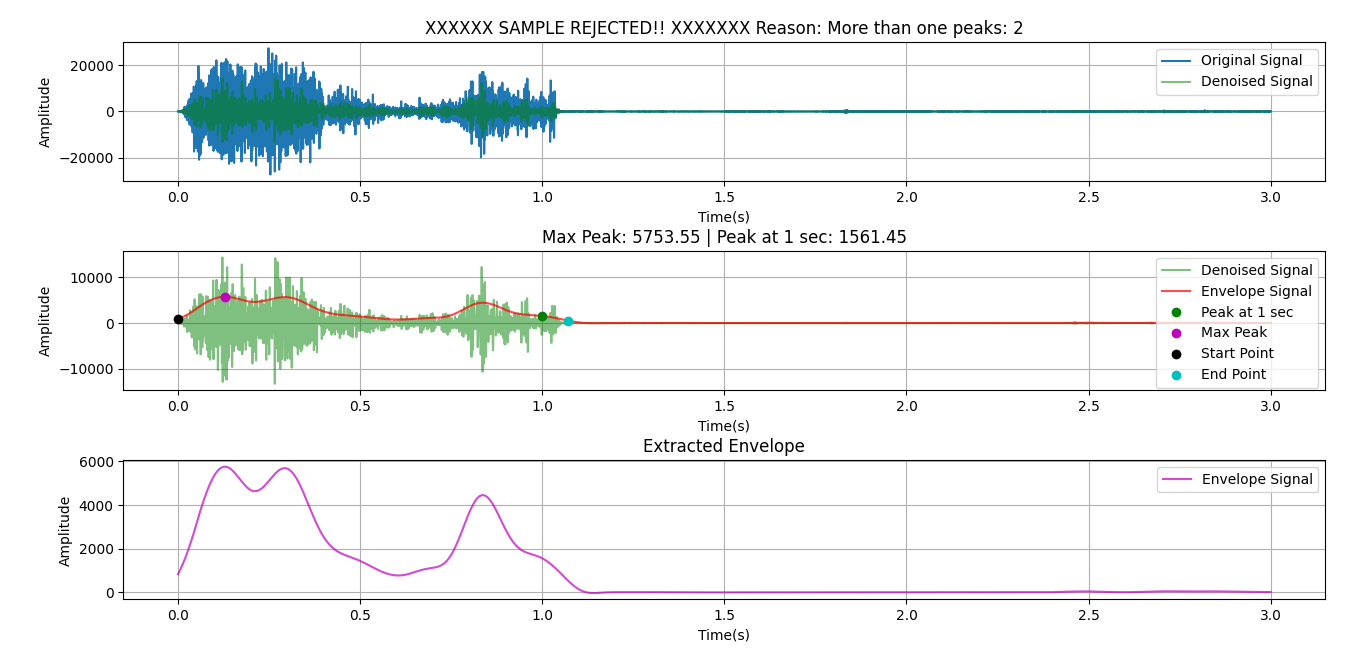 XXXXXX SAMPLE REJECTED!! XXXXXXX Reason: More than one peaks: 2
Amplitude
20000
0
−20000
Original Signal
Denoised Signal
0.0 0.5 1.0 1.5 2.0 2.5 3.0
Time(s)
Max Peak: 5753.55 | Peak at 1 sec: 1561.45
Amplitude
10000
0
−10000
Denoised Signal
Envelope Signal
Peak at 1 sec
Max Peak
Start Point
End Point
0.0 0.5 1.0 1.5 2.0 2.5 3.0
Time(s)
Extracted Envelope
Amplitude
6000
4000
2000
0
Envelope Signal
0.0 0.5 1.0 1.5 2.0 2.5 3.0
Time(s)